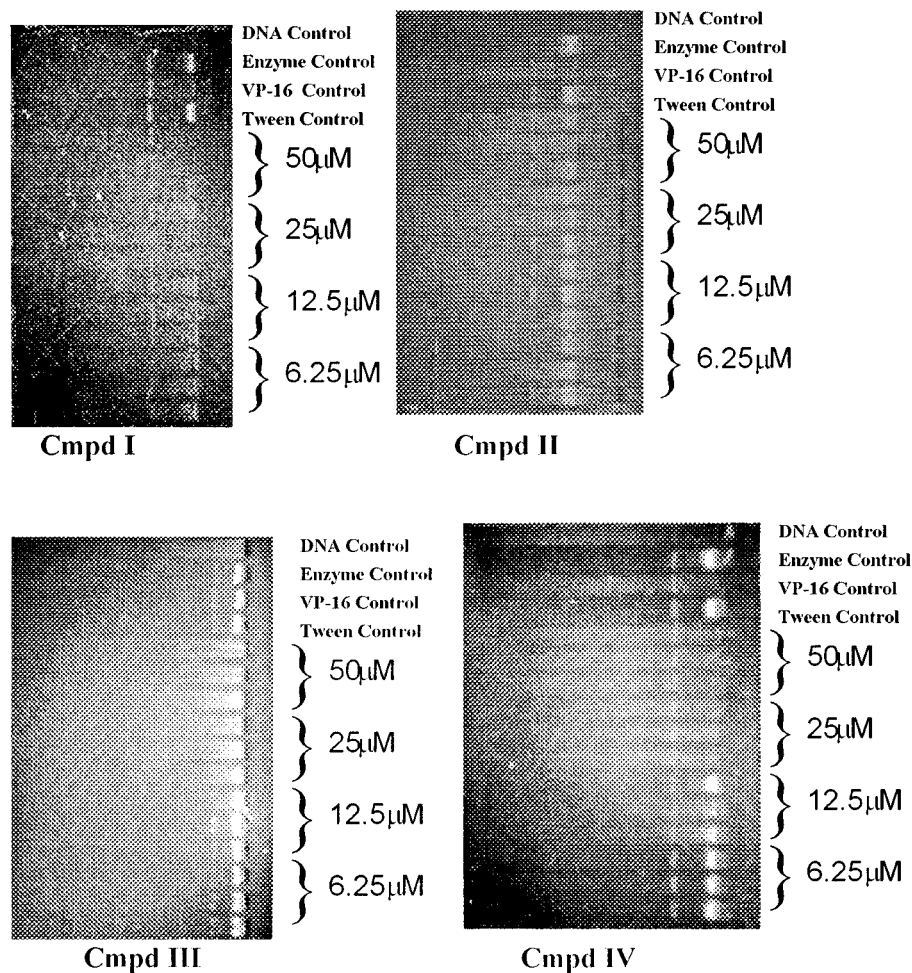 DNA Control
Enzyme Control
VP-16 Control
Tween Control
50μM
25μM
12.5μM
6.25μM
Cmpd I
DNA Control
Enzyme Control
VP-16 Control
Tween Control
50μM
25μM
12.5μM
6.25μM
Cmpd II
DNA Control
Enzyme Control
VP-16 Control
Tween Control
50μM
25μM
12.5μM
6.25μM
Cmpd III
DNA Control
Enzyme Control
VP-16 Control
Tween Control
50μM
25μM
12.5μM
6.25μM
Cmpd IV